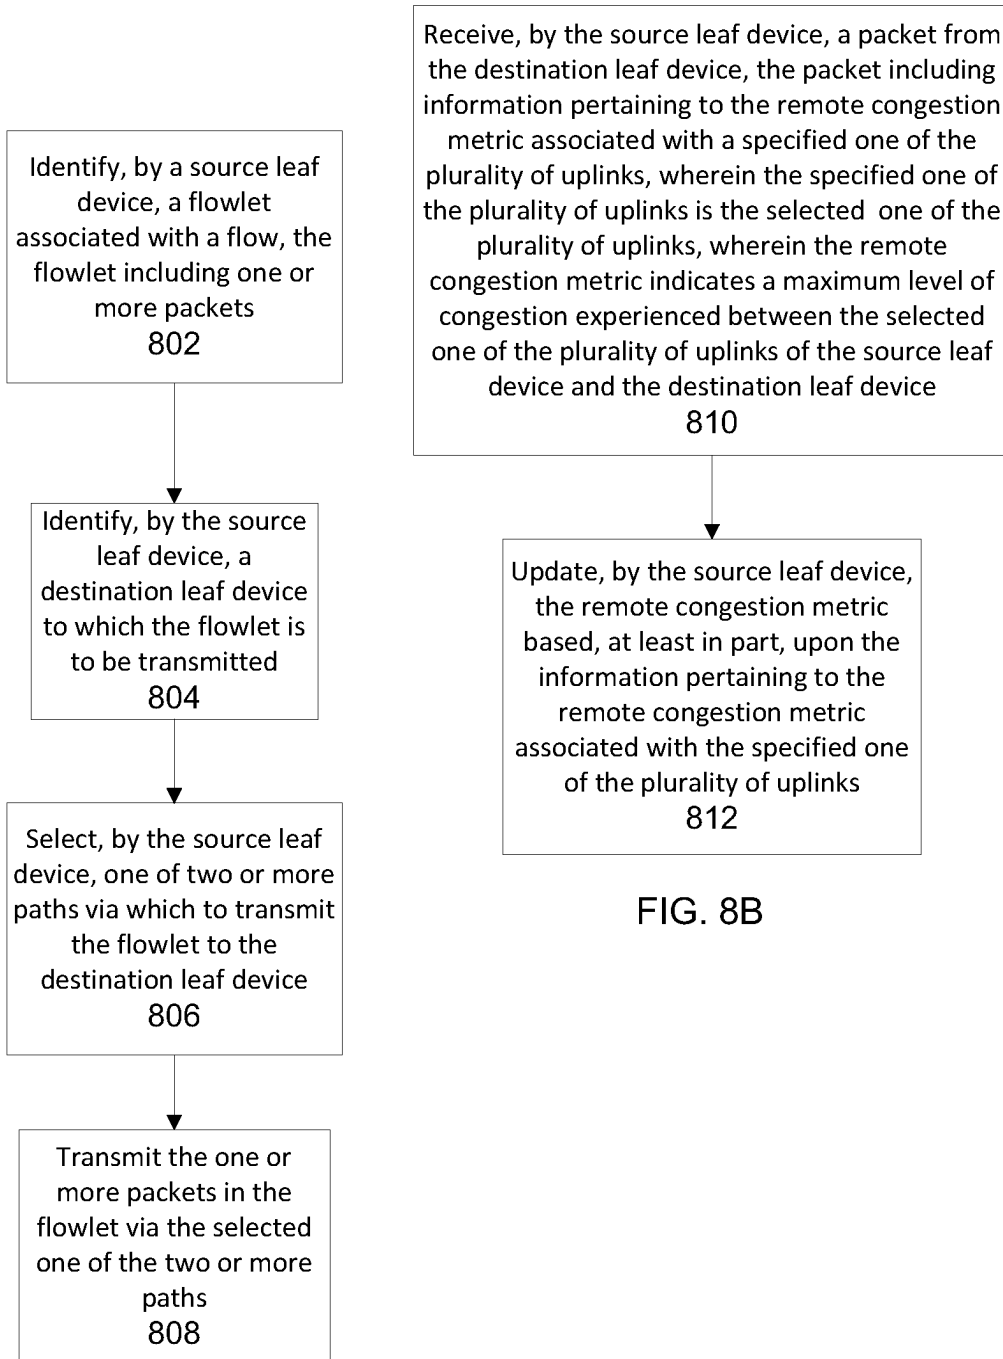 Identify, by a source leaf
device, a flowlet
associated with a flow, the
flowlet including one or
more packets
802
Identify, by the source
leaf device, a
destination leaf device
to which the flowlet is
to be transmitted
804
Select, by the source leaf
device, one of two or more
paths via which to transmit
the flowlet to the
destination leaf device
806
Transmit the one or
more packets in the
flowlet via the selected
one of the two or more
paths
808
Receive, by the source leaf device, a packet from
the destination leaf device, the packet including
information pertaining to the remote congestion
metric associated with a specified one of the
plurality of uplinks, wherein the specified one of
the plurality of uplinks is the selected one of the
plurality of uplinks, wherein the remote
congestion metric indicates a maximum level of
congestion experienced between the selected
one of the plurality of uplinks of the source leaf
device and the destination leaf device
810
Update, by the source leaf device,
the remote congestion metric
based, at least in part, upon the
information pertaining to the
remote congestion metric
associated with the specified one
of the plurality of uplinks
812
FIG. 8B